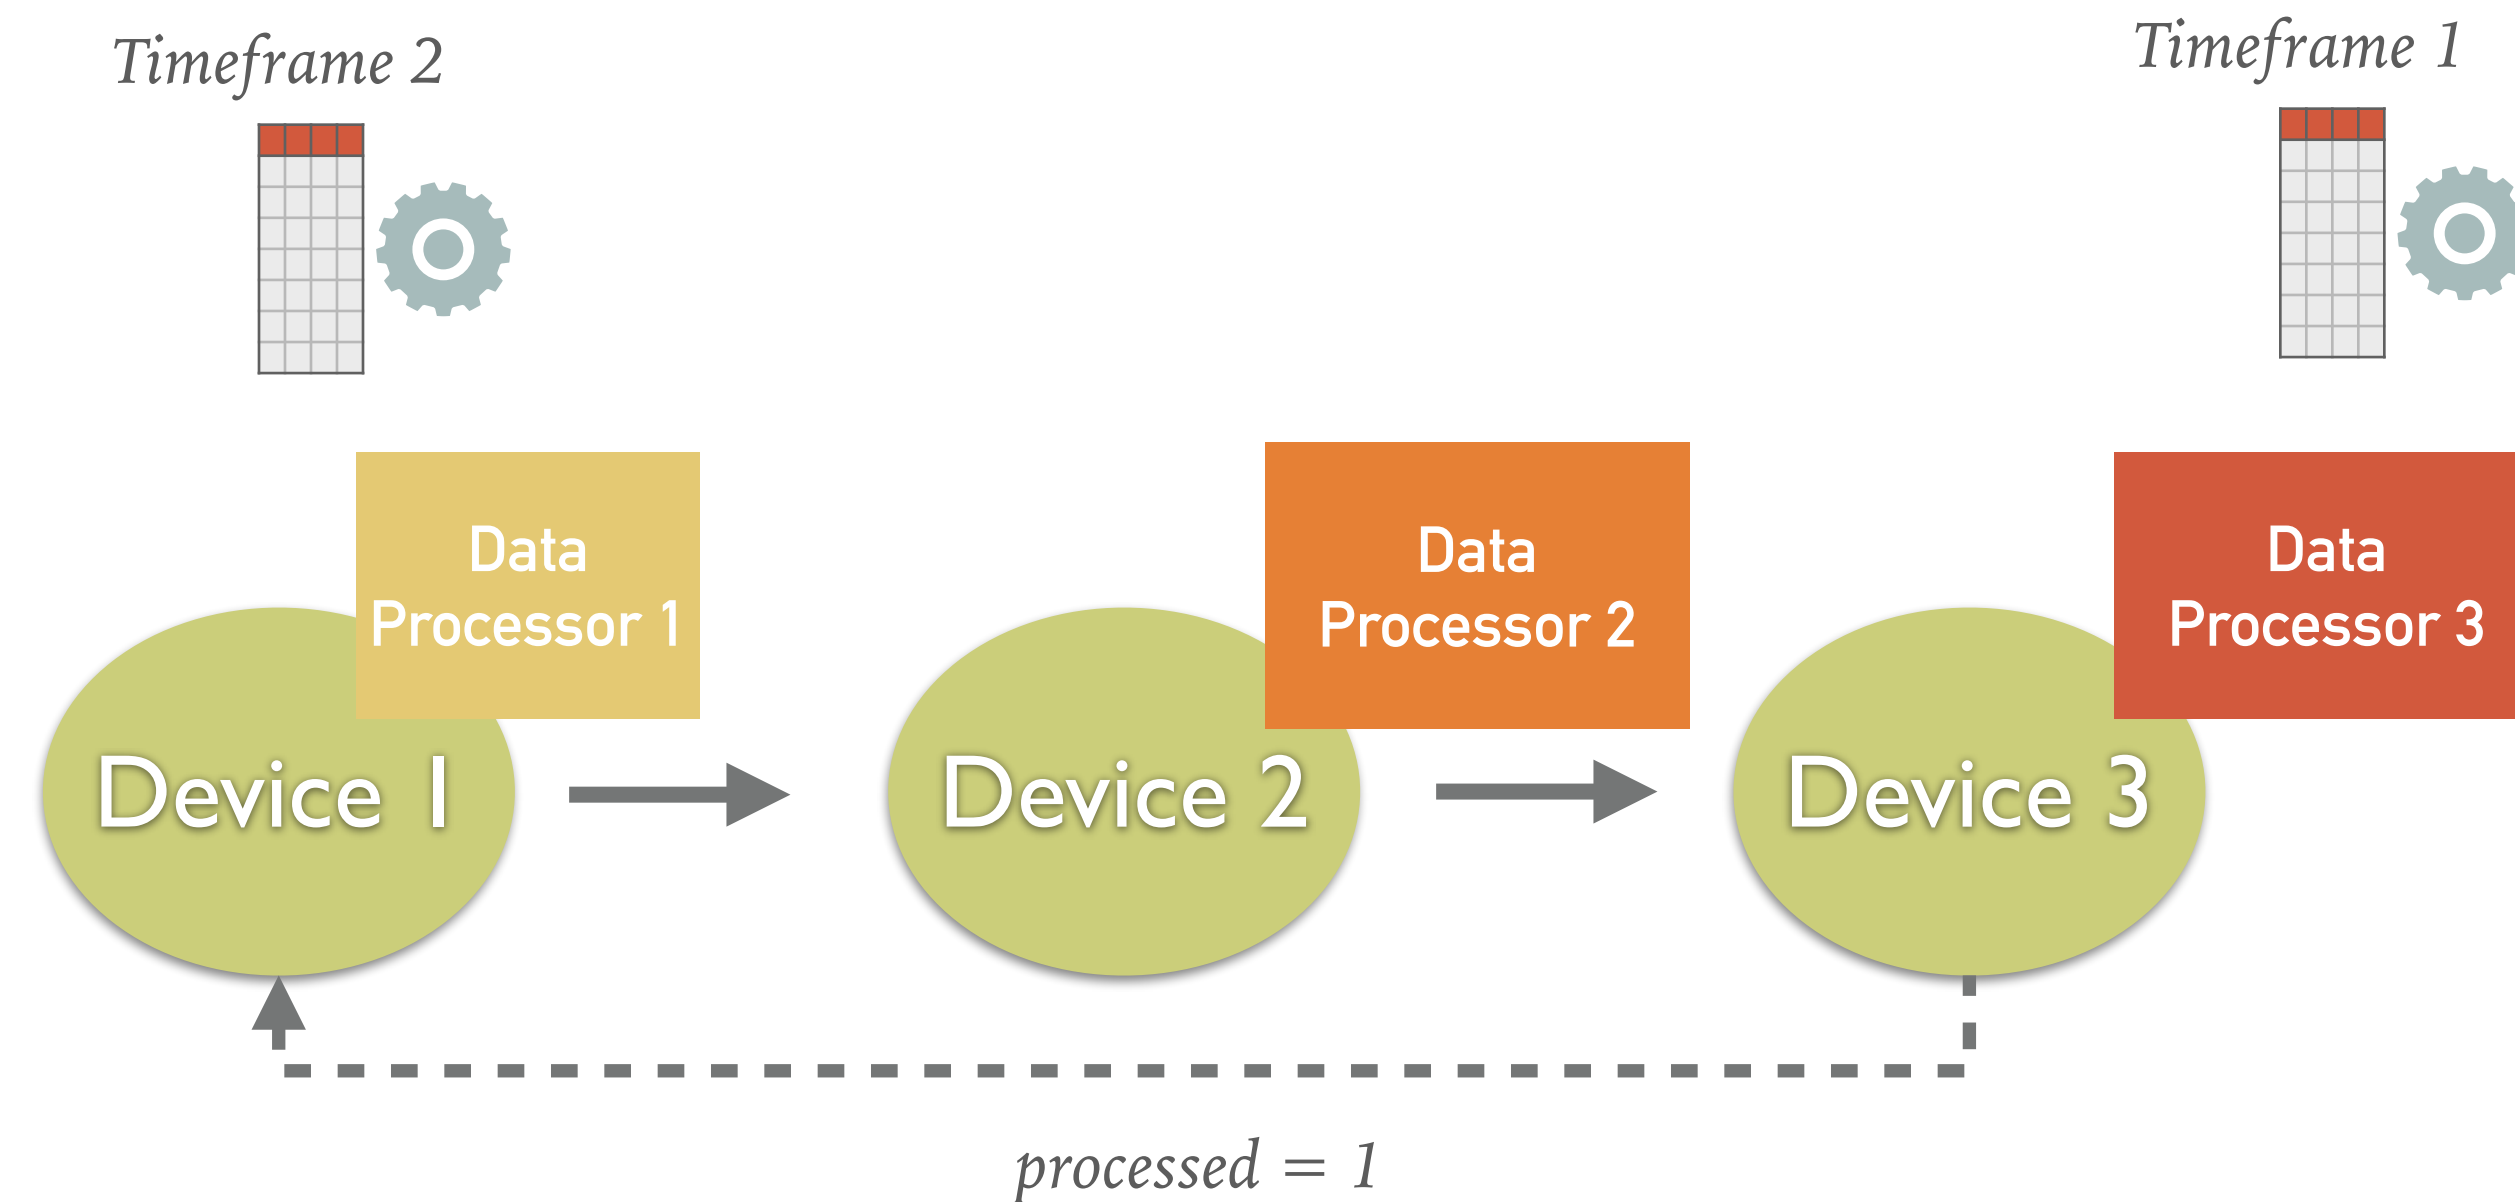 Timeframe 2
Timeframe 1
Data
Processor 1
Data
Processor 2
Data
Processor 3
Device 1
Device 2
Device 3
processed = 1